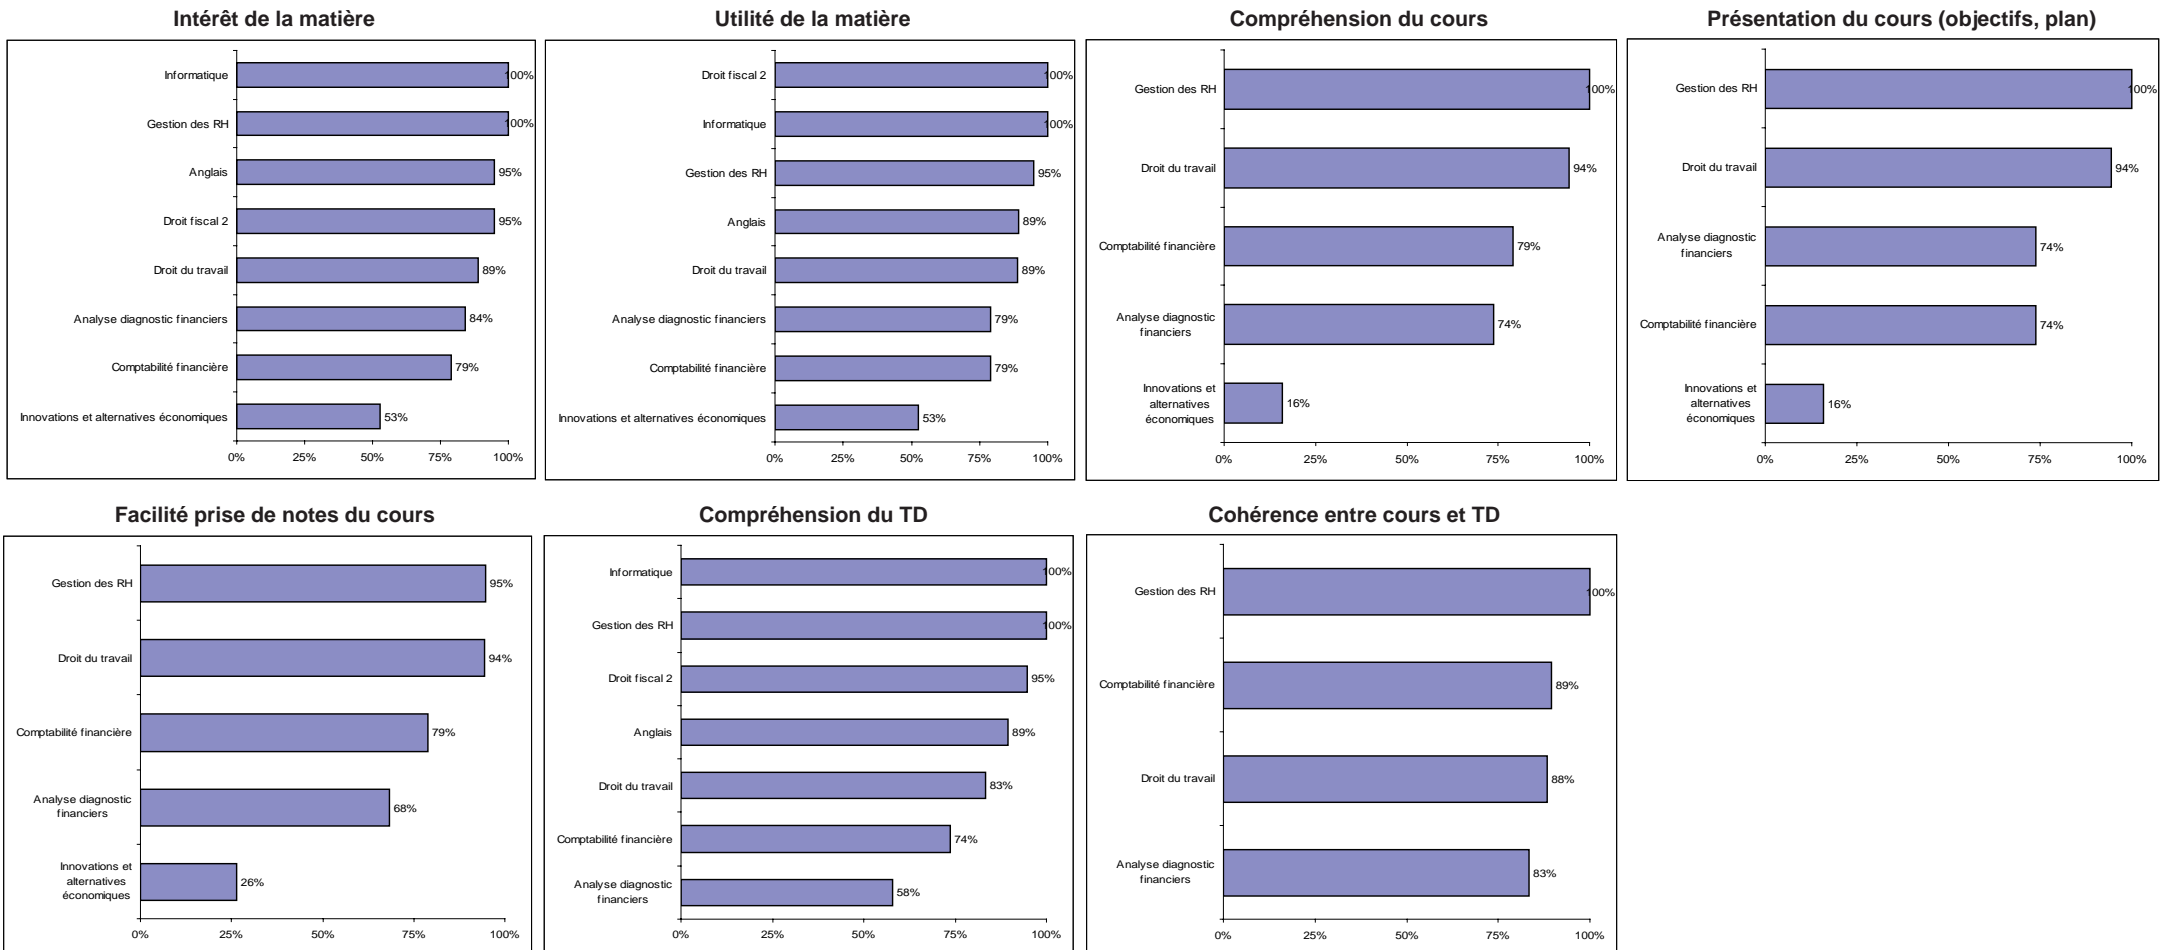 Intérêt de la matière
Informatique
100%
Gestion des RH
100%
Anglais
95%
Droit fiscal 2
95%
Droit du travail
89%
Analyse diagnostic financiers
84%
Comptabilité financière
79%
Innovations et alternatives économiques
53%
0% 25% 50% 75% 100%
Utilité de la matière
Droit fiscal 2
100%
Informatique
100%
Gestion des RH
95%
Anglais
89%
Droit du travail
89%
Analyse diagnostic financiers
79%
Comptabilité financière
79%
Innovations et alternatives économiques
53%
0% 25% 50% 75% 100%
Compréhension du cours
Gestion des RH
100%
Droit du travail
94%
Comptabilité financière
79%
Analyse diagnostic
financiers
74%
Innovations et
alternatives
économiques
16%
0% 25% 50% 75% 100%
Présentation du cours (objectifs, plan)
Gestion des RH
100%
Droit du travail
94%
Analyse diagnostic
financiers
74%
Comptabilité financière
74%
Innovations et
alternatives
économiques
16%
0% 25% 50% 75% 100%
Facilité prise de notes du cours
Gestion des RH
95%
Droit du travail
94%
Comptabilité financière
79%
Analyse diagnostic
financiers
68%
Innovations et
alternatives
économiques
26%
0% 25% 50% 75% 100%
Compréhension du TD
Informatique
100%
Gestion des RH
100%
Droit fiscal 2
95%
Anglais
89%
Droit du travail
83%
Comptabilité financière
74%
Analyse diagnostic
financiers
58%
0% 25% 50% 75% 100%
Cohérence entre cours et TD
Gestion des RH
100%
Comptabilité financière
89%
Droit du travail
88%
Analyse diagnostic
financiers
83%
0% 25% 50% 75% 100%